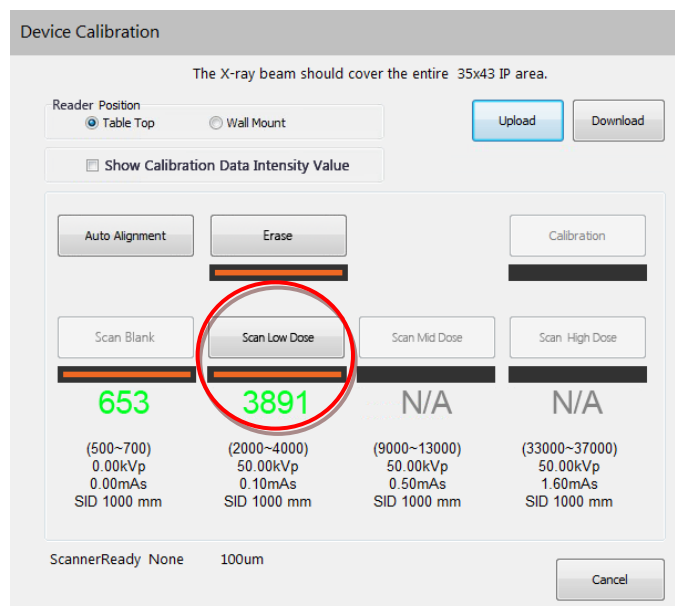 Device Calibration
The X-ray beam should cover the entire 35x43 IP area.
Reader Position
Table Top
Wall Mount
Upload
Download
Show Calibration Data Intensity Value
Auto Alignment
Erase
Calibration
Scan Blank
Scan Low Dose
Scan Mid Dose
Scan High Dose
653
3891
N/A
N/A
(500~700)
(2000~4000)
(9000~13000)
(33000~37000)
0.00kVp
50.00kVp
50.00kVp
50.00kVp
0.00mAs
0.10mAs
0.50mAs
1.60mAs
SID 1000 mm
SID 1000 mm
SID 1000 mm
SID 1000 mm
ScannerReady None 100um
Cancel